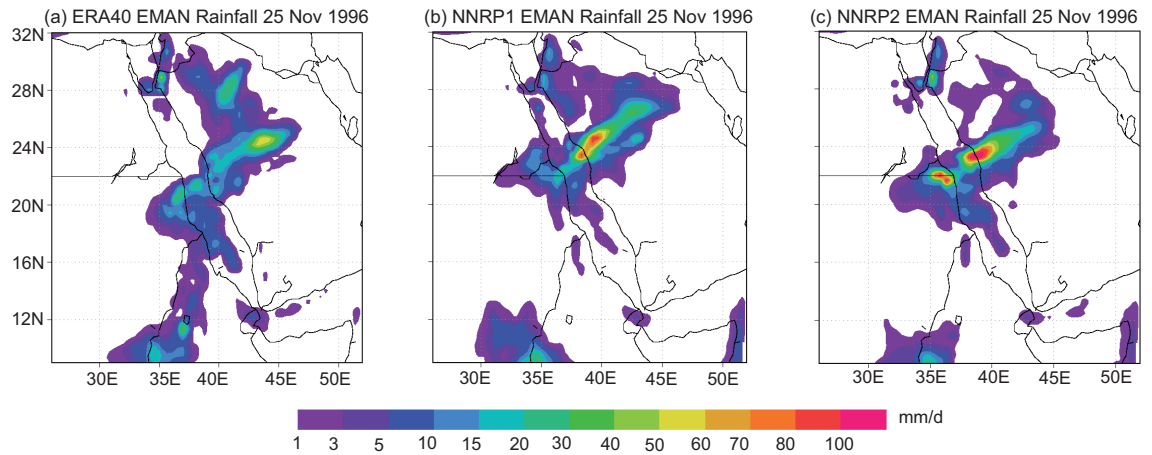 (a) ERA40 EMAN Rainfall 25 Nov 1996 (b) NNRP1 EMAN Rainfall 25 Nov 1996 (c) NNRP2 EMAN Rainfall 25 Nov 1996
32N
28N
24N
20N
16N
12N
30E 35E 40E 45E 50E 30E 35E 40E 45E 50E 30E 35E 40E 45E 50E
mm/d
1 3 5 10 15 20 30 40 50 60 70 80 100